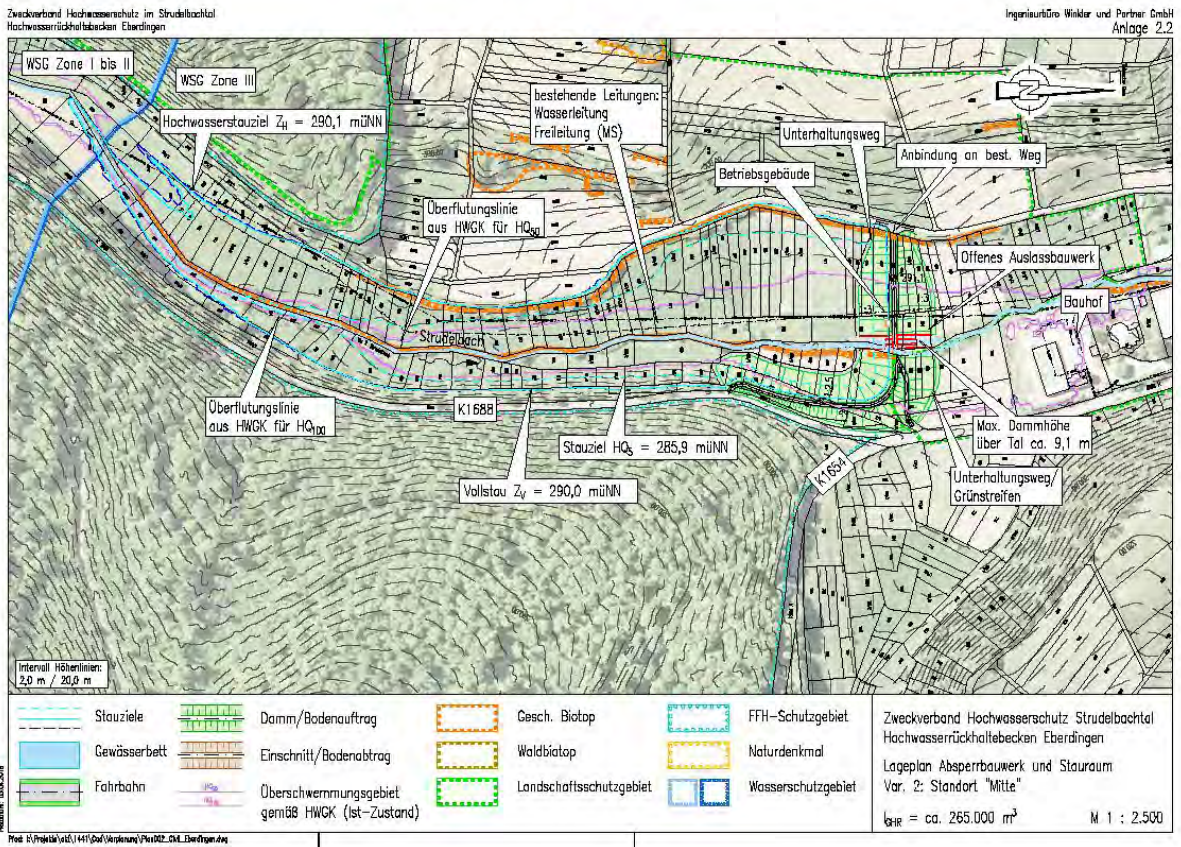 Zweckverband Hochwasserschutz im Strudelbachtal
Hochwasserrückhaltebecken Eberdingen
Ingenieurbüro Winkler und Partner GmbH
Anlage 2.2
WSG Zone I bis II
WSG Zone III
Hochwasserstauziel Z_H = 290,1 müNN
bestehende Leitungen:
Wasserleitung
Freileitung (MS)
Unterhaltungsweg
Anbindung an best. Weg
Betriebsgebäude
N
Überflutungslinie
aus HWGK für HQ50
Offenes Auslassbauwerk
Bauhof
Strudelbach
Überflutungslinie
aus HWGK für HQ100
K1688
Stauziel HQ5 = 285,9 müNN
Max. Dammhöhe
über Tal ca. 9,1 m
K1654
Vollstau Z_V = 290,0 müNN
Unterhaltungsweg/
Grünstreifen
Intervall Höhenlinien:
2,0 m / 20,0 m
Stauziele
Damm/Bodenauftrag
Gesch. Biotop
FFH-Schutzgebiet
Gewässerbett
Einschnitt/Bodenabtrag
Waldbiotop
Naturdenkmal
Fahrbahn
Überschwemmungsgebiet
gemäß HWGK (Ist-Zustand)
Landschaftsschutzgebiet
Wasserschutzgebiet
Zweckverband Hochwasserschutz Strudelbachtal
Hochwasserrückhaltebecken Eberdingen
Lageplan Absperrbauwerk und Stauraum
Var. 2: Standort "Mitte"
I_GHR = ca. 265.000 m³
M 1 : 2.500